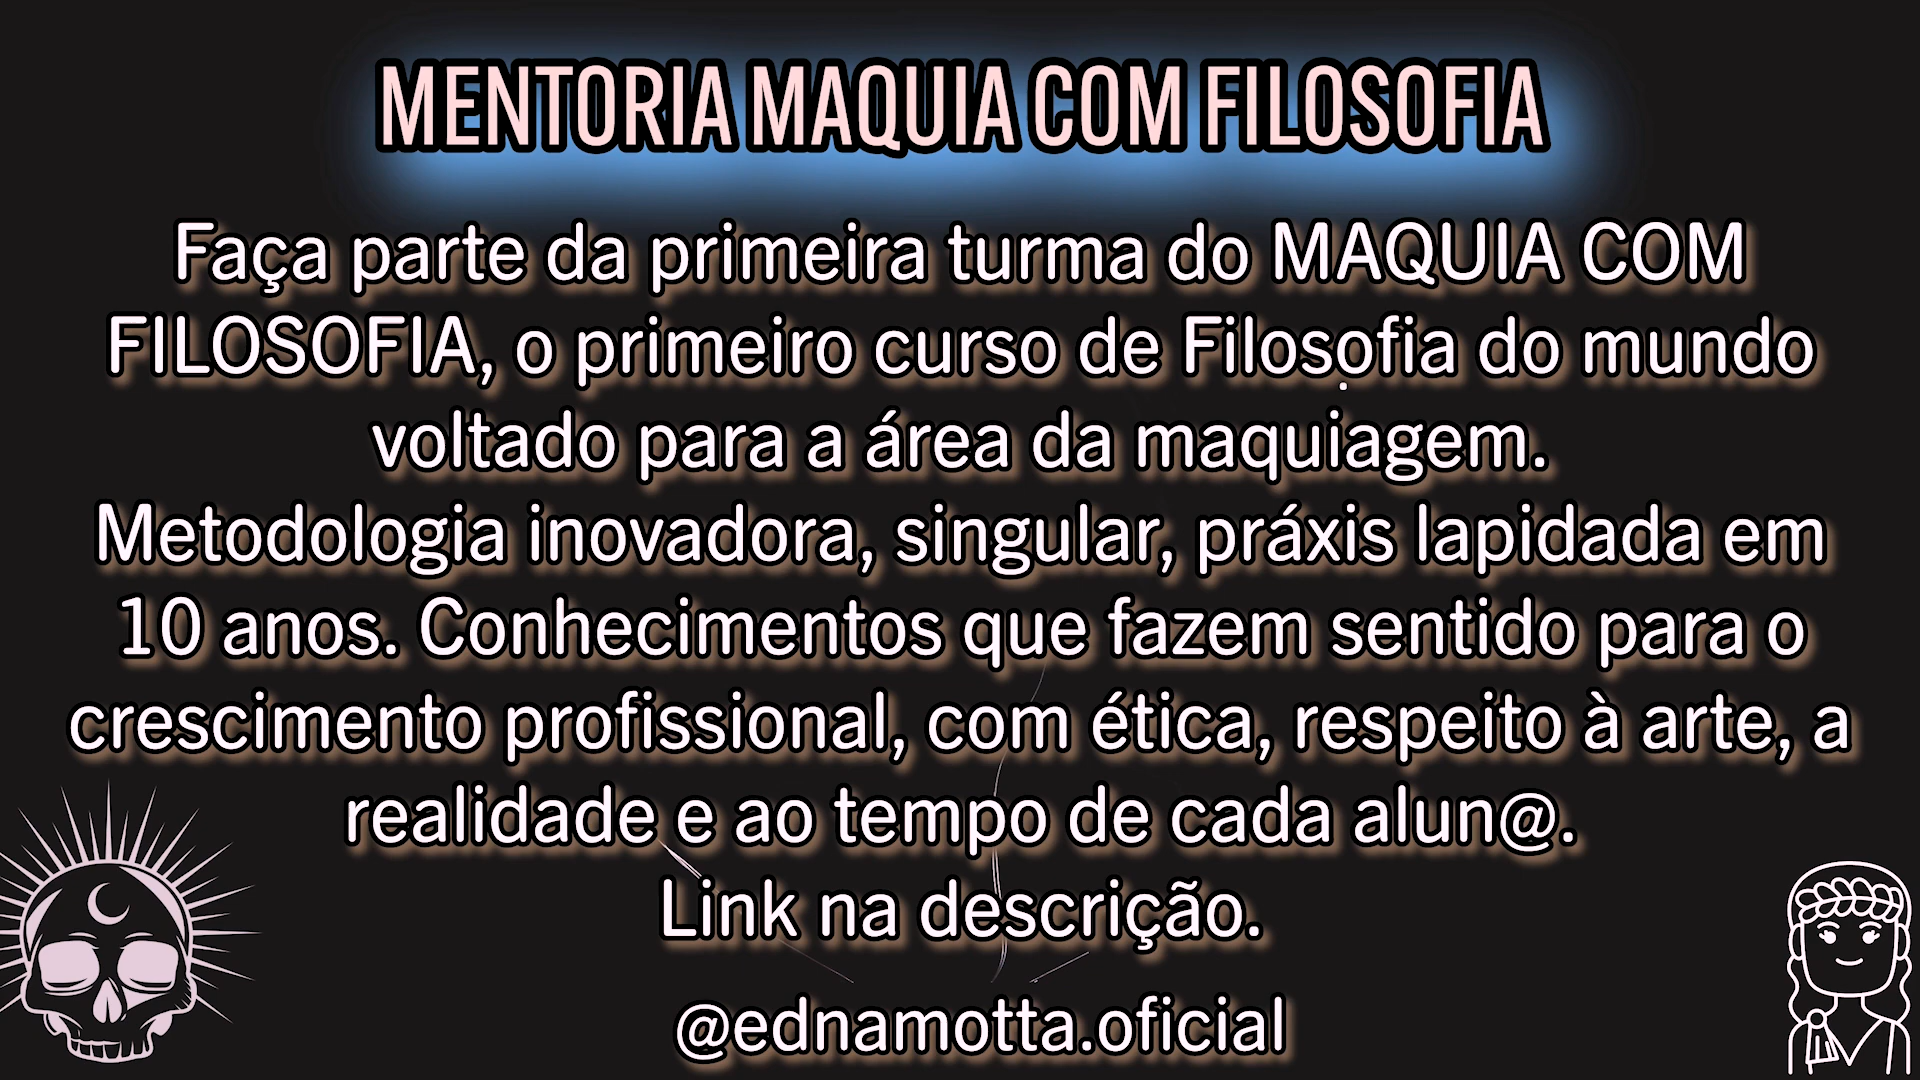 MENTORIA MAQUIA COM FILOSOFIA
Faça parte da primeira turma do MAQUIA COM
FILOSOFIA, o primeiro curso de Filosofia do mundo
voltado para a área da maquiagem.
Metodologia inovadora, singular, práxis lapidada em
10 anos. Conhecimentos que fazem sentido para o
crescimento profissional, com ética, respeito à arte, a
realidade e ao tempo de cada alun@.
Link na descrição.
@ednamotta.oficial